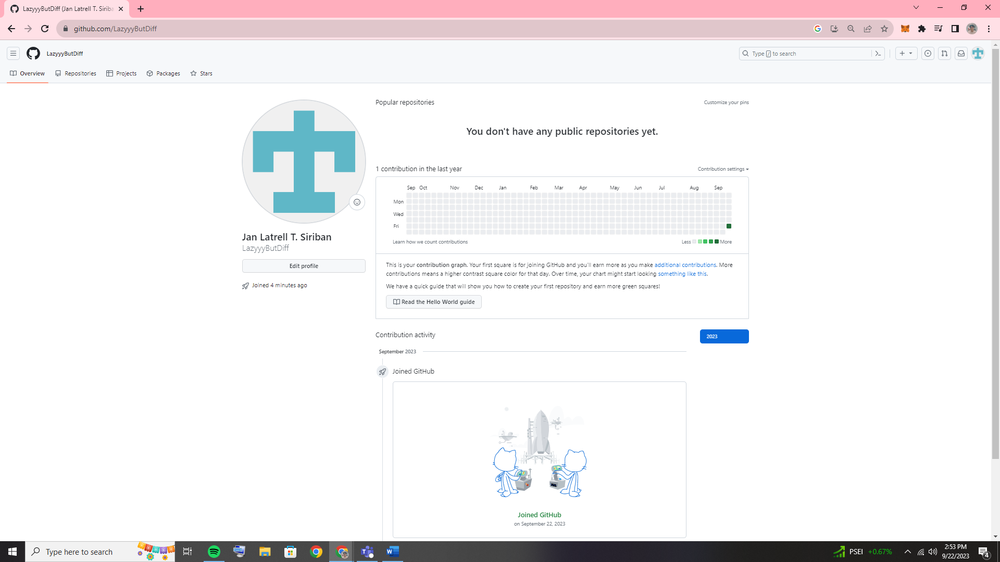 LazyyyButDiff (Jan Latrell T. Siriba
github.com/LazyyyButDiff
LazyyyButDiff
Type / to search
Overview
Repositories
Projects
Packages
Stars
Popular repositories
Customize your pins
You don't have any public repositories yet.
1 contribution in the last year
Contribution settings
Sep Oct Nov Dec Jan Feb Mar Apr May Jun Jul Aug Sep
Mon
Wed
Fri
Learn how we count contributions
Less More
Jan Latrell T. Siriban
LazyyyButDiff
Edit profile
Joined 4 minutes ago
This is your contribution graph. Your first square is for joining GitHub and you'll earn more as you make additional contributions. More
contributions means a higher contrast square color for that day. Over time, your chart might start looking something like this.
We have a quick guide that will show you how to create your first repository and earn more green squares!
Read the Hello World guide
Contribution activity
2023
September 2023
Joined GitHub
Joined GitHub
on September 22, 2023
Type here to search
PSEI +0.67%
2:53 PM
9/22/2023
4